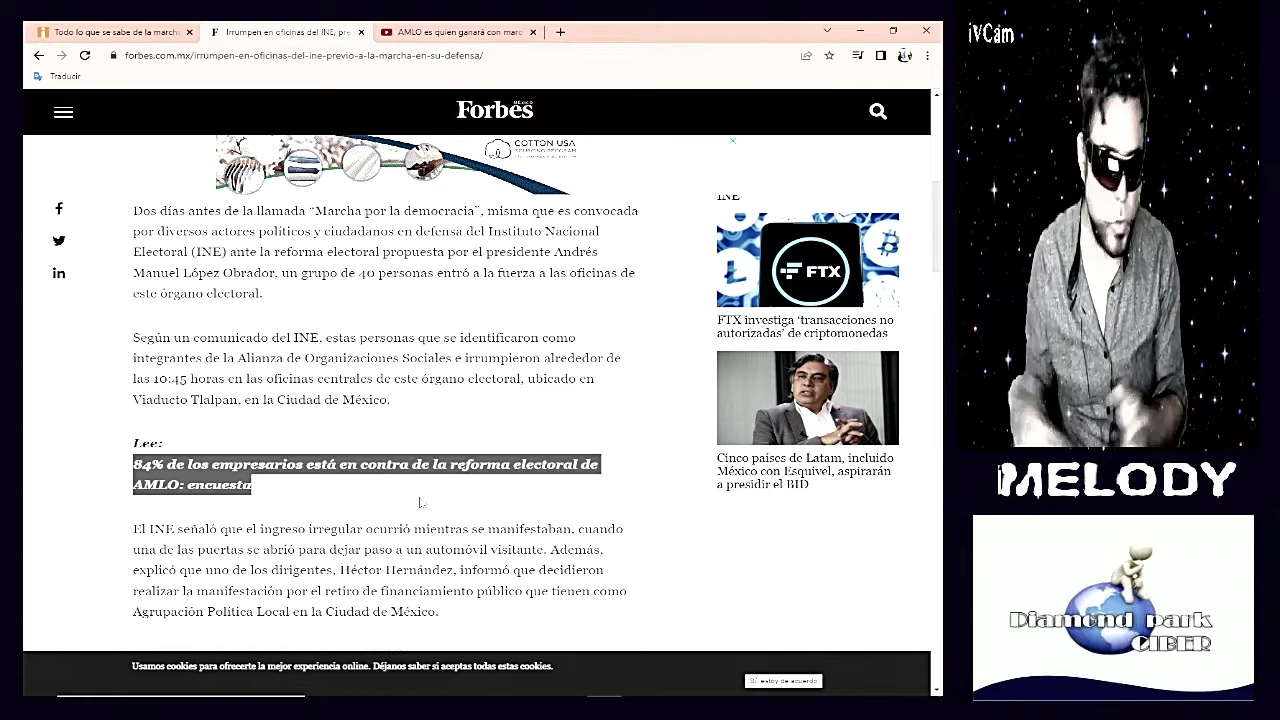 Todo lo que se sabe de la marcha
Irrumpen en oficinas del INE, pre
AMLO es quien ganará con marc
forbes.com.mx/irrumpen-en-oficinas-del-ine-previo-a-la-marcha-en-su-defensa/
Traducir
Forbes
MÉXICO
COTTON USA
Dos días antes de la llamada “Marcha por la democracia”, misma que es convocada
por diversos actores políticos y ciudadanos en defensa del Instituto Nacional
Electoral (INE) ante la reforma electoral propuesta por el presidente Andrés
Manuel López Obrador, un grupo de 40 personas entró a la fuerza a las oficinas de
este órgano electoral.
Según un comunicado del INE, estas personas que se identificaron como
integrantes de la Alianza de Organizaciones Sociales e irrumpieron alrededor de
las 10:45 horas en las oficinas centrales de este órgano electoral, ubicado en
Viaducto Tlalpan, en la Ciudad de México.
Lee:
84% de los empresarios está en contra de la reforma electoral de
AMLO: encuesta
El INE señaló que el ingreso irregular ocurrió mientras se manifestaban, cuando
una de las puertas se abrió para dejar paso a un automóvil visitante. Además,
explicó que uno de los dirigentes, Héctor Hernández, informó que decidieron
realizar la manifestación por el retiro de financiamiento público que tienen como
Agrupación Política Local en la Ciudad de México.
INE
FTX
FTX investiga ‘transacciones no
autorizadas’ de criptomonedas
Cinco países de Latam, incluido
México con Esquivel, aspirarán
a presidir el BID
Usamos cookies para ofrecerte la mejor experiencia online. Déjanos saber si aceptas todas estas cookies.
Sí, estoy de acuerdo
iVCam
MELODY
Diamond park
CIBER